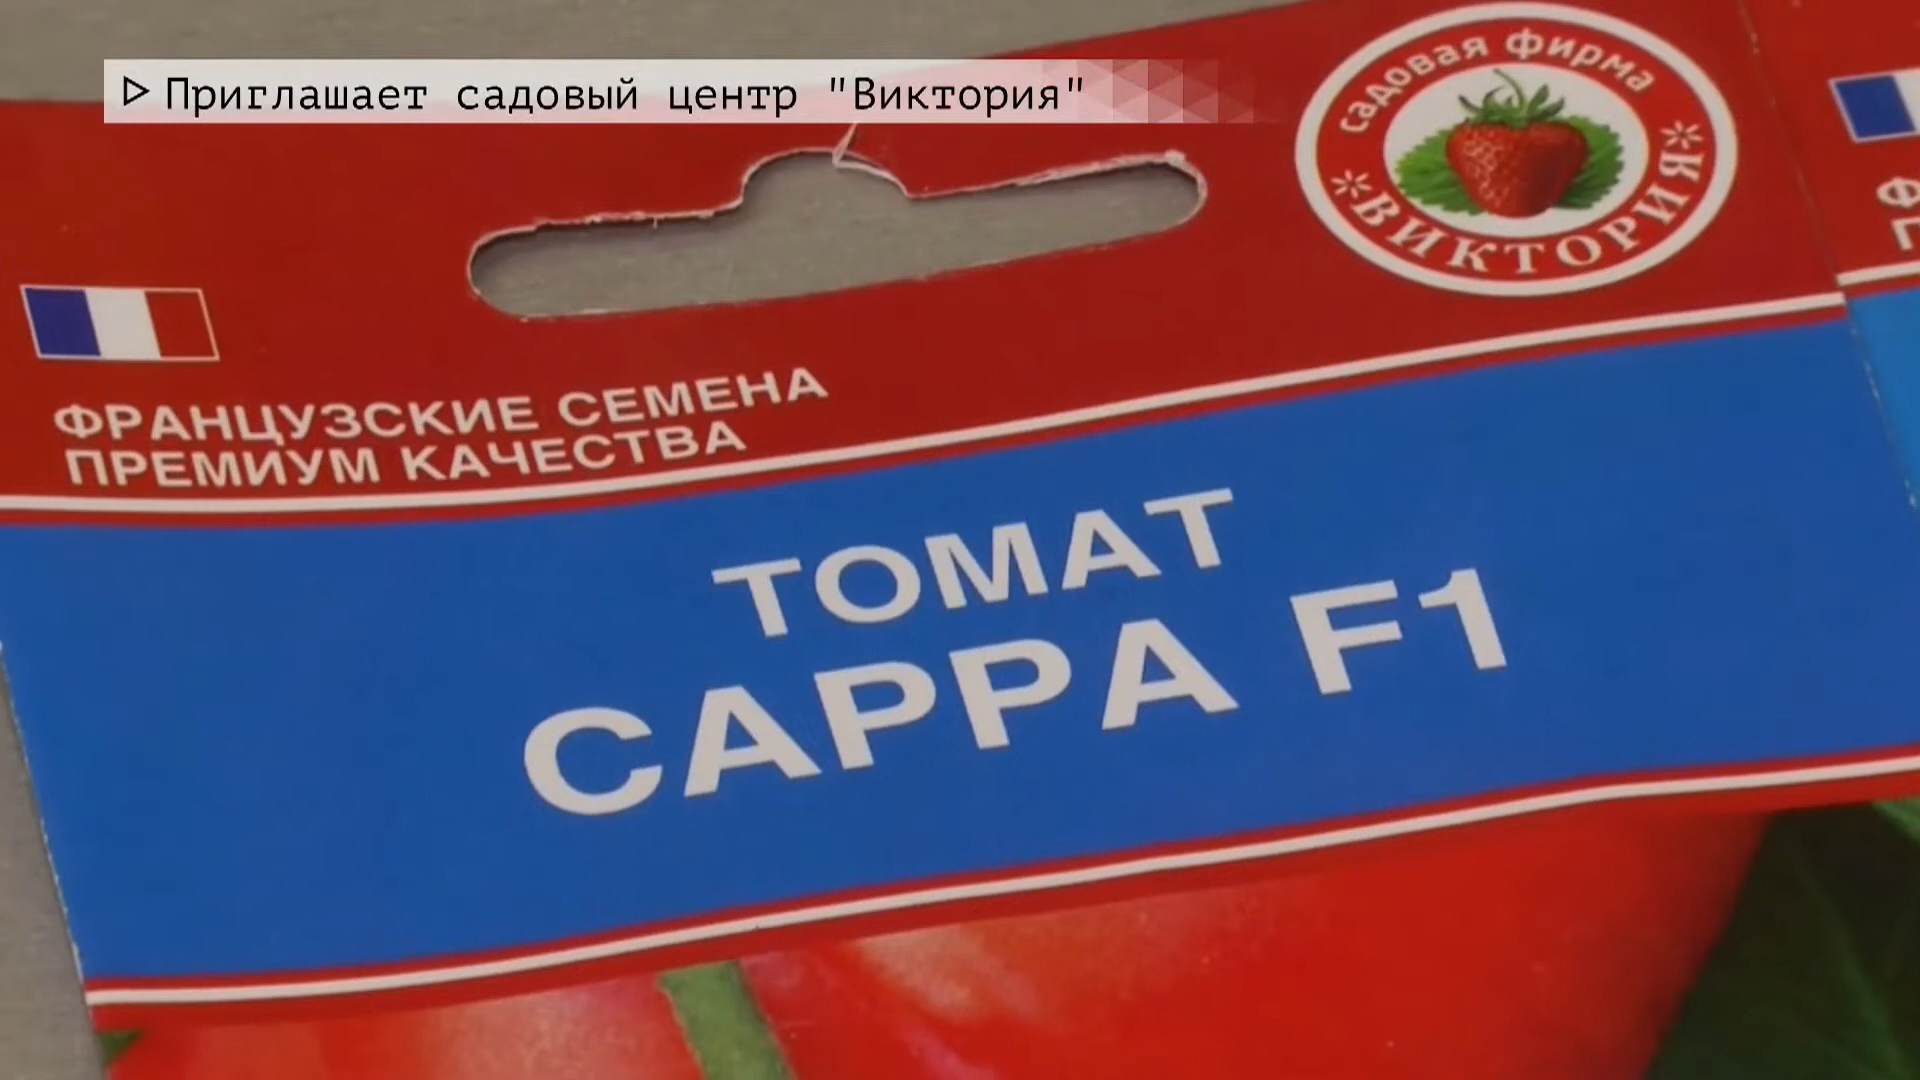 Приглашает садовый центр "Виктория"
садовая фирма
ВИКТОРИЯ
ФРАНЦУЗСКИЕ СЕМЕНА
ПРЕМИУМ КАЧЕСТВА
ТОМАТ
САРРА F1